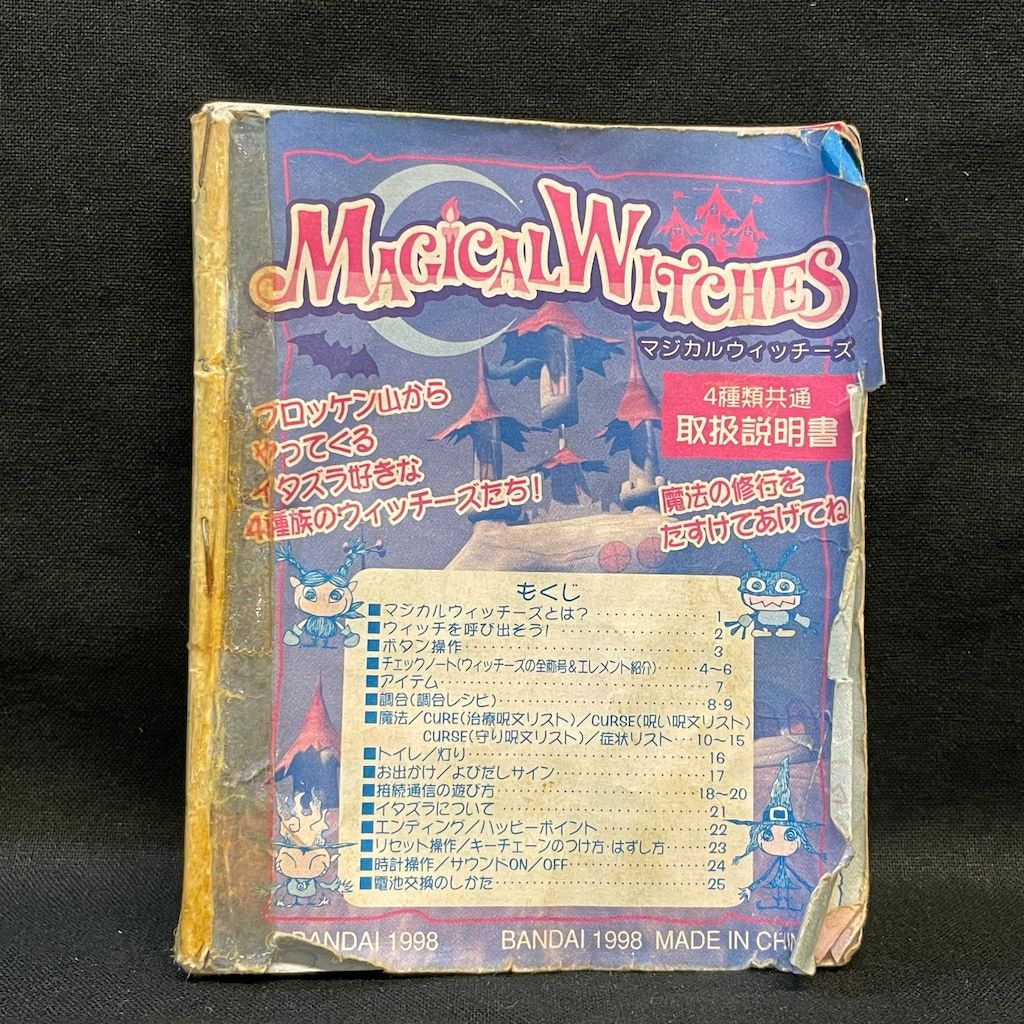 MAGICAL WITCHES
マジカルウィッチーズ
4種類共通
取扱説明書
ブロッケン山から
やってくる
イタズラ好きな
4種族のウィッチーズたち！
魔法の修行を
たすけてあげてね
もくじ
■マジカルウィッチーズとは？ 1
■ウィッチを呼び出そう！ 2
■ボタン操作 3
■チェックノート(ウィッチーズの全称号&エレメント紹介) 4～6
■アイテム 7
■調合(調合レシピ) 8・9
■魔法／CURE(治療呪文リスト)／CURSE(呪い呪文リスト)
CURSE(守り呪文リスト)／症状リスト 10～15
■トイレ／灯り 16
■お出かけ／よびだしサイン 17
■接続通信の遊び方 18～20
■イタズラについて 21
■エンディング／ハッピーポイント 22
■リセット操作／キーチェーンのつけ方・はずし方 23
■時計操作／サウンドON／OFF 24
■電池交換のしかた 25
© BANDAI 1998 BANDAI 1998 MADE IN CHIN